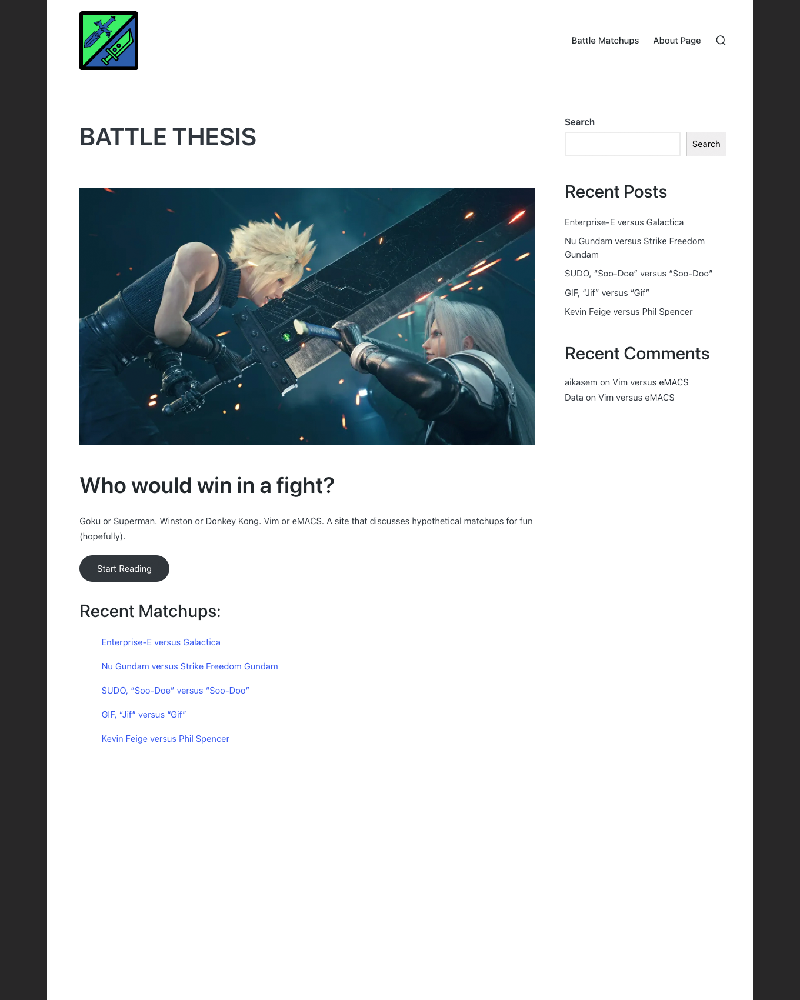 Battle Matchups About Page
BATTLE THESIS
Who would win in a fight?
Goku or Superman. Winston or Donkey Kong. Vim or eMACS. A site that discusses hypothetical matchups for fun
(hopefully).
Start Reading
Recent Matchups:
Enterprise-E versus Galactica
Nu Gundam versus Strike Freedom Gundam
SUDO, “Soo-Doe” versus “Soo-Doo”
GIF, “Jif” versus “Gif”
Kevin Feige versus Phil Spencer
Search
Search
Recent Posts
Enterprise-E versus Galactica
Nu Gundam versus Strike Freedom
Gundam
SUDO, “Soo-Doe” versus “Soo-Doo”
GIF, “Jif” versus “Gif”
Kevin Feige versus Phil Spencer
Recent Comments
aikasem on Vim versus eMACS
Data on Vim versus eMACS